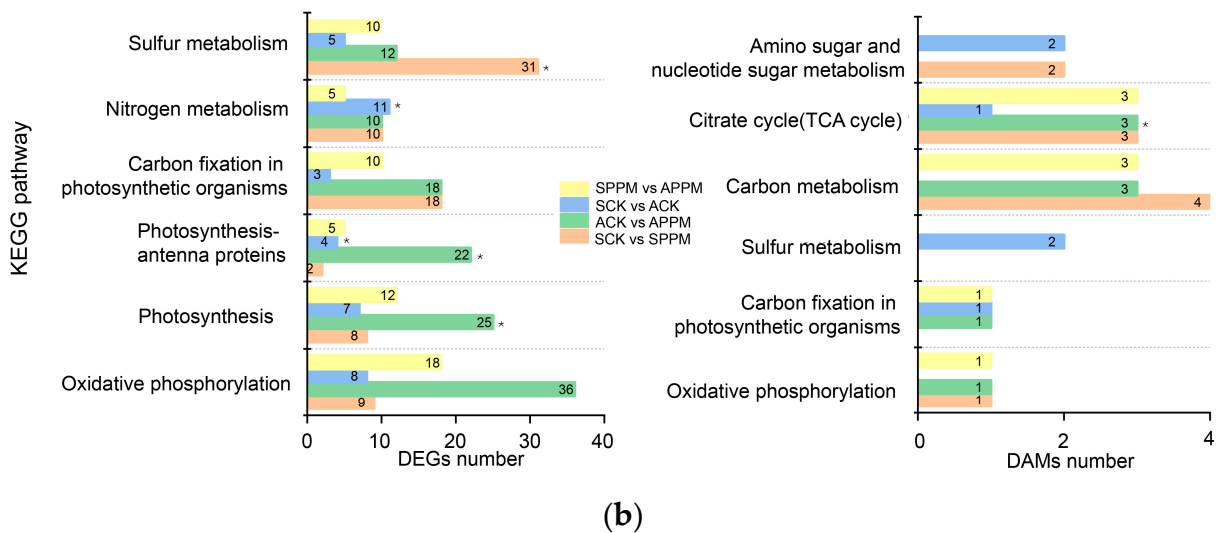 KEGG pathway
Sulfur metabolism
10
5
12
31 *
Nitrogen metabolism
5
11 *
10
10
Carbon fixation in
photosynthetic organisms
10
3
18
18
Photosynthesis-
antenna proteins
5
4 *
22 *
2
Photosynthesis
12
7
25 *
8
Oxidative phosphorylation
18
8
36
9
0 10 20 30 40
DEGs number
SPPM vs APPM
SCK vs ACK
ACK vs APPM
SCK vs SPPM
Amino sugar and
nucleotide sugar metabolism
2
2
Citrate cycle(TCA cycle)
3
1
3 *
3
Carbon metabolism
3
3
4
Sulfur metabolism
2
Carbon fixation in
photosynthetic organisms
1
1
1
Oxidative phosphorylation
1
1
1
0 2 4
DAMs number
(b)